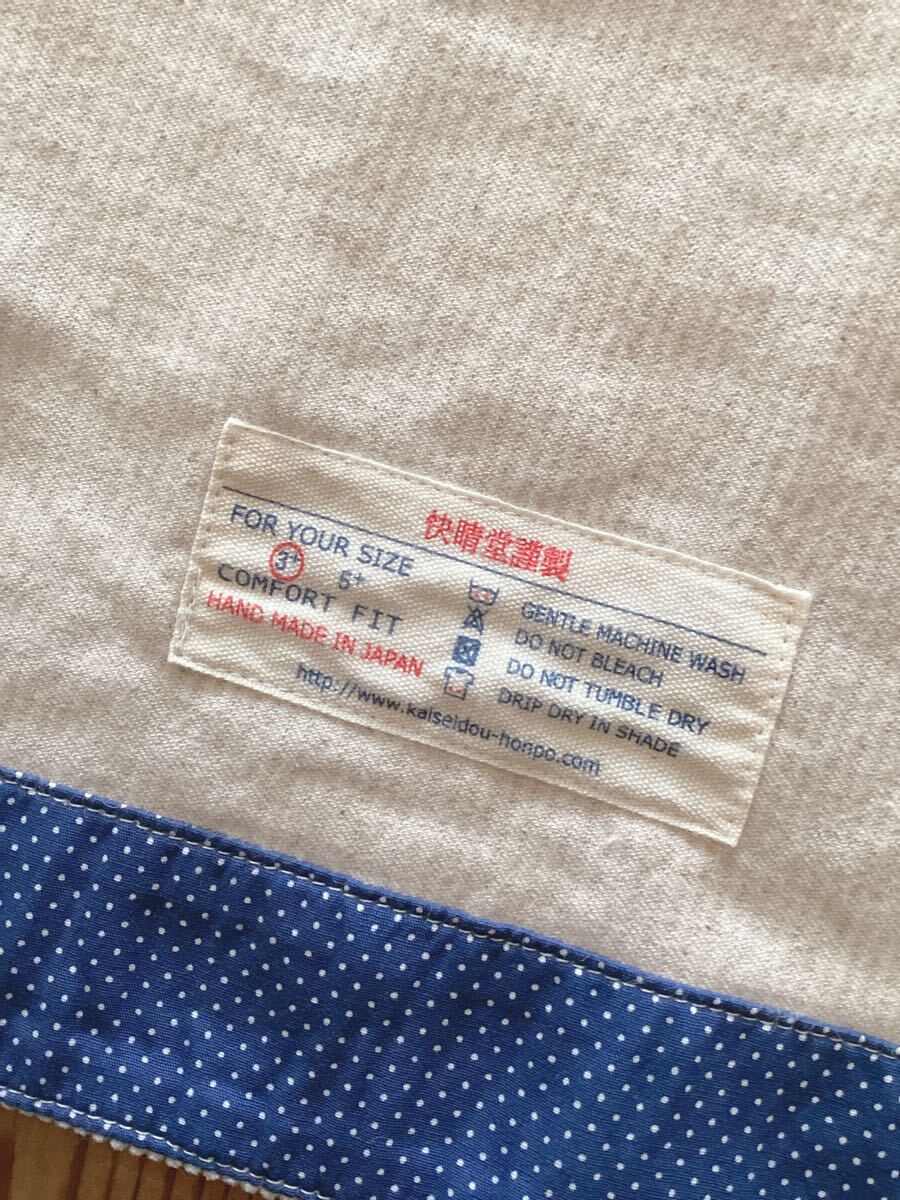 快晴堂謹製
FOR YOUR SIZE
3+ 5+
COMFORT FIT
HAND MADE IN JAPAN
GENTLE MACHINE WASH
DO NOT BLEACH
DO NOT TUMBLE DRY
DRIP DRY IN SHADE
http://www.kaiseidou-honpo.com